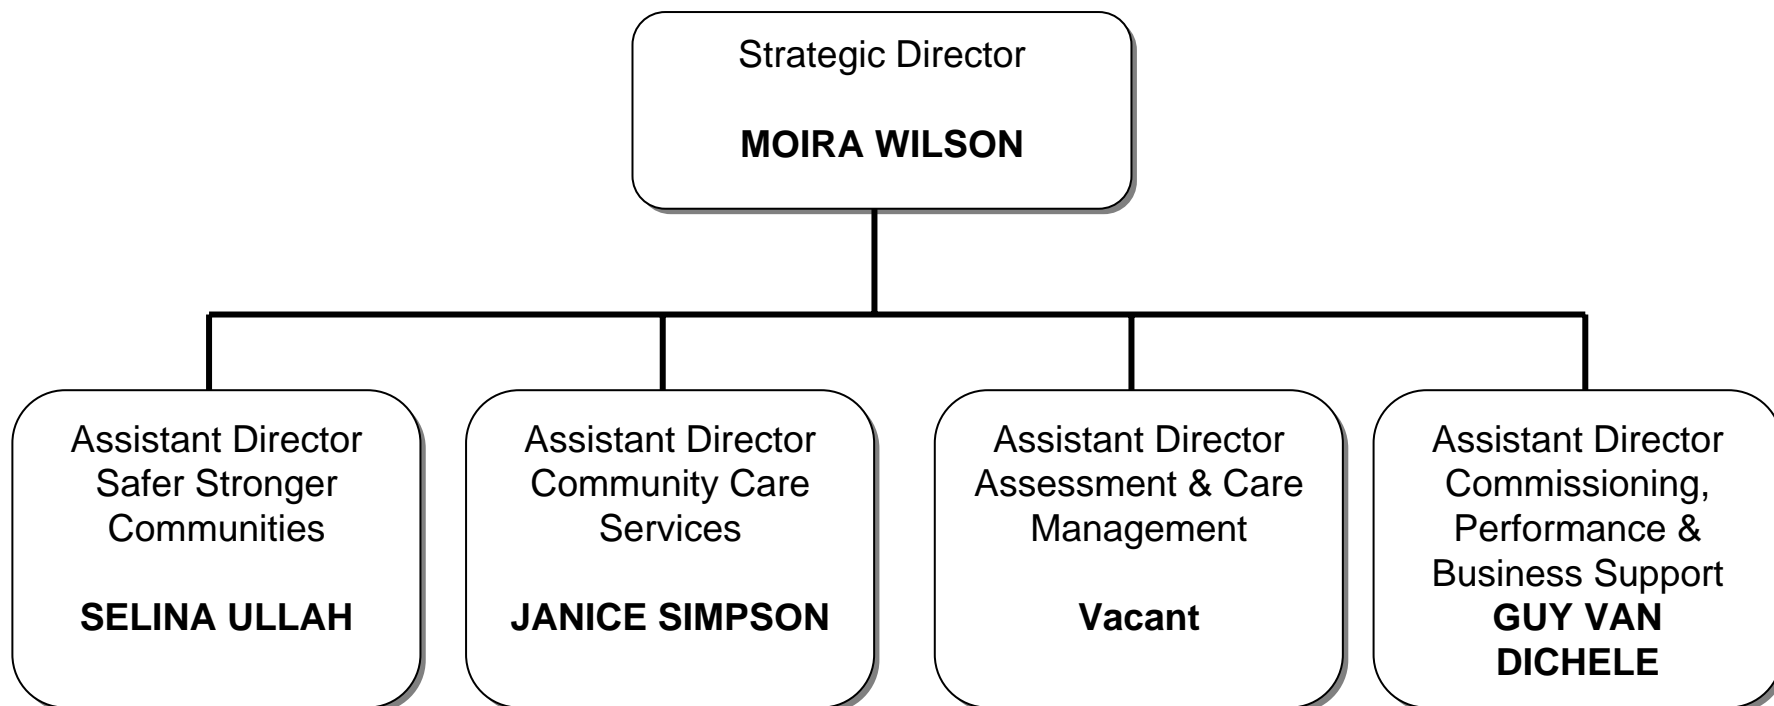 Strategic Director
MOIRA WILSON
Assistant Director
Safer Stronger
Communities
SELINA ULLAH
Assistant Director
Community Care
Services
JANICE SIMPSON
Assistant Director
Assessment & Care
Management
Vacant
Assistant Director
Commissioning,
Performance &
Business Support
GUY VAN
DICHELE